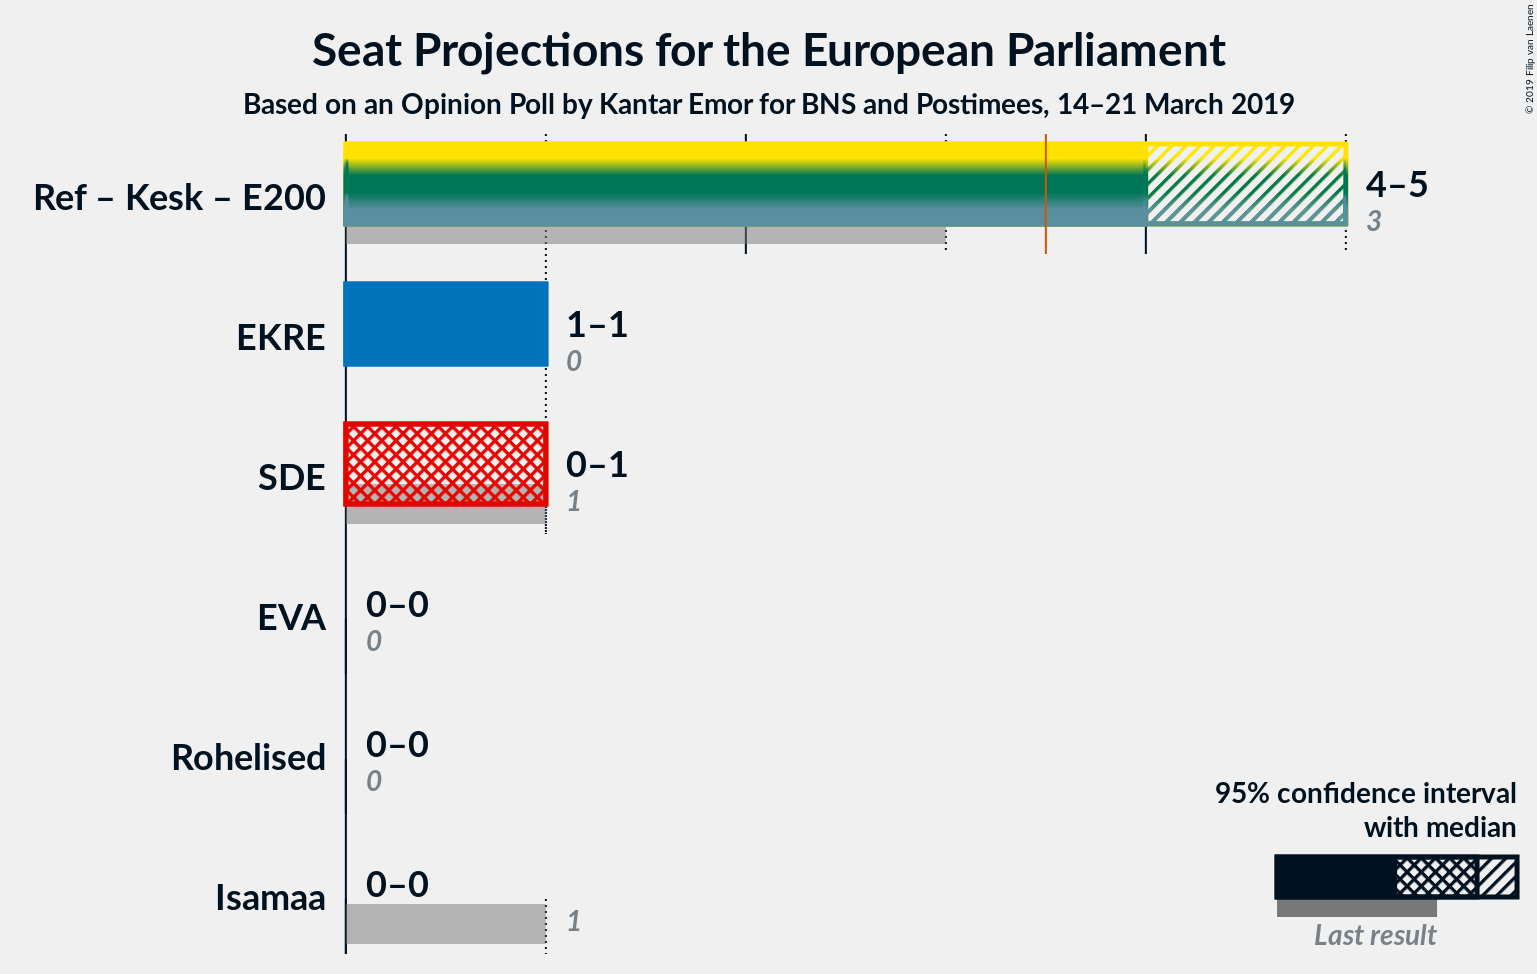 Seat Projections for the European Parliament
Based on an Opinion Poll by Kantar Emor for BNS and Postimees, 14–21 March 2019
© 2019 Filip van Laenen
Ref – Kesk – E200
4–5
3
EKRE
1–1
0
SDE
0–1
1
EVA
0–0
0
Rohelised
0–0
0
Isamaa
0–0
1
95% confidence interval
with median
Last result